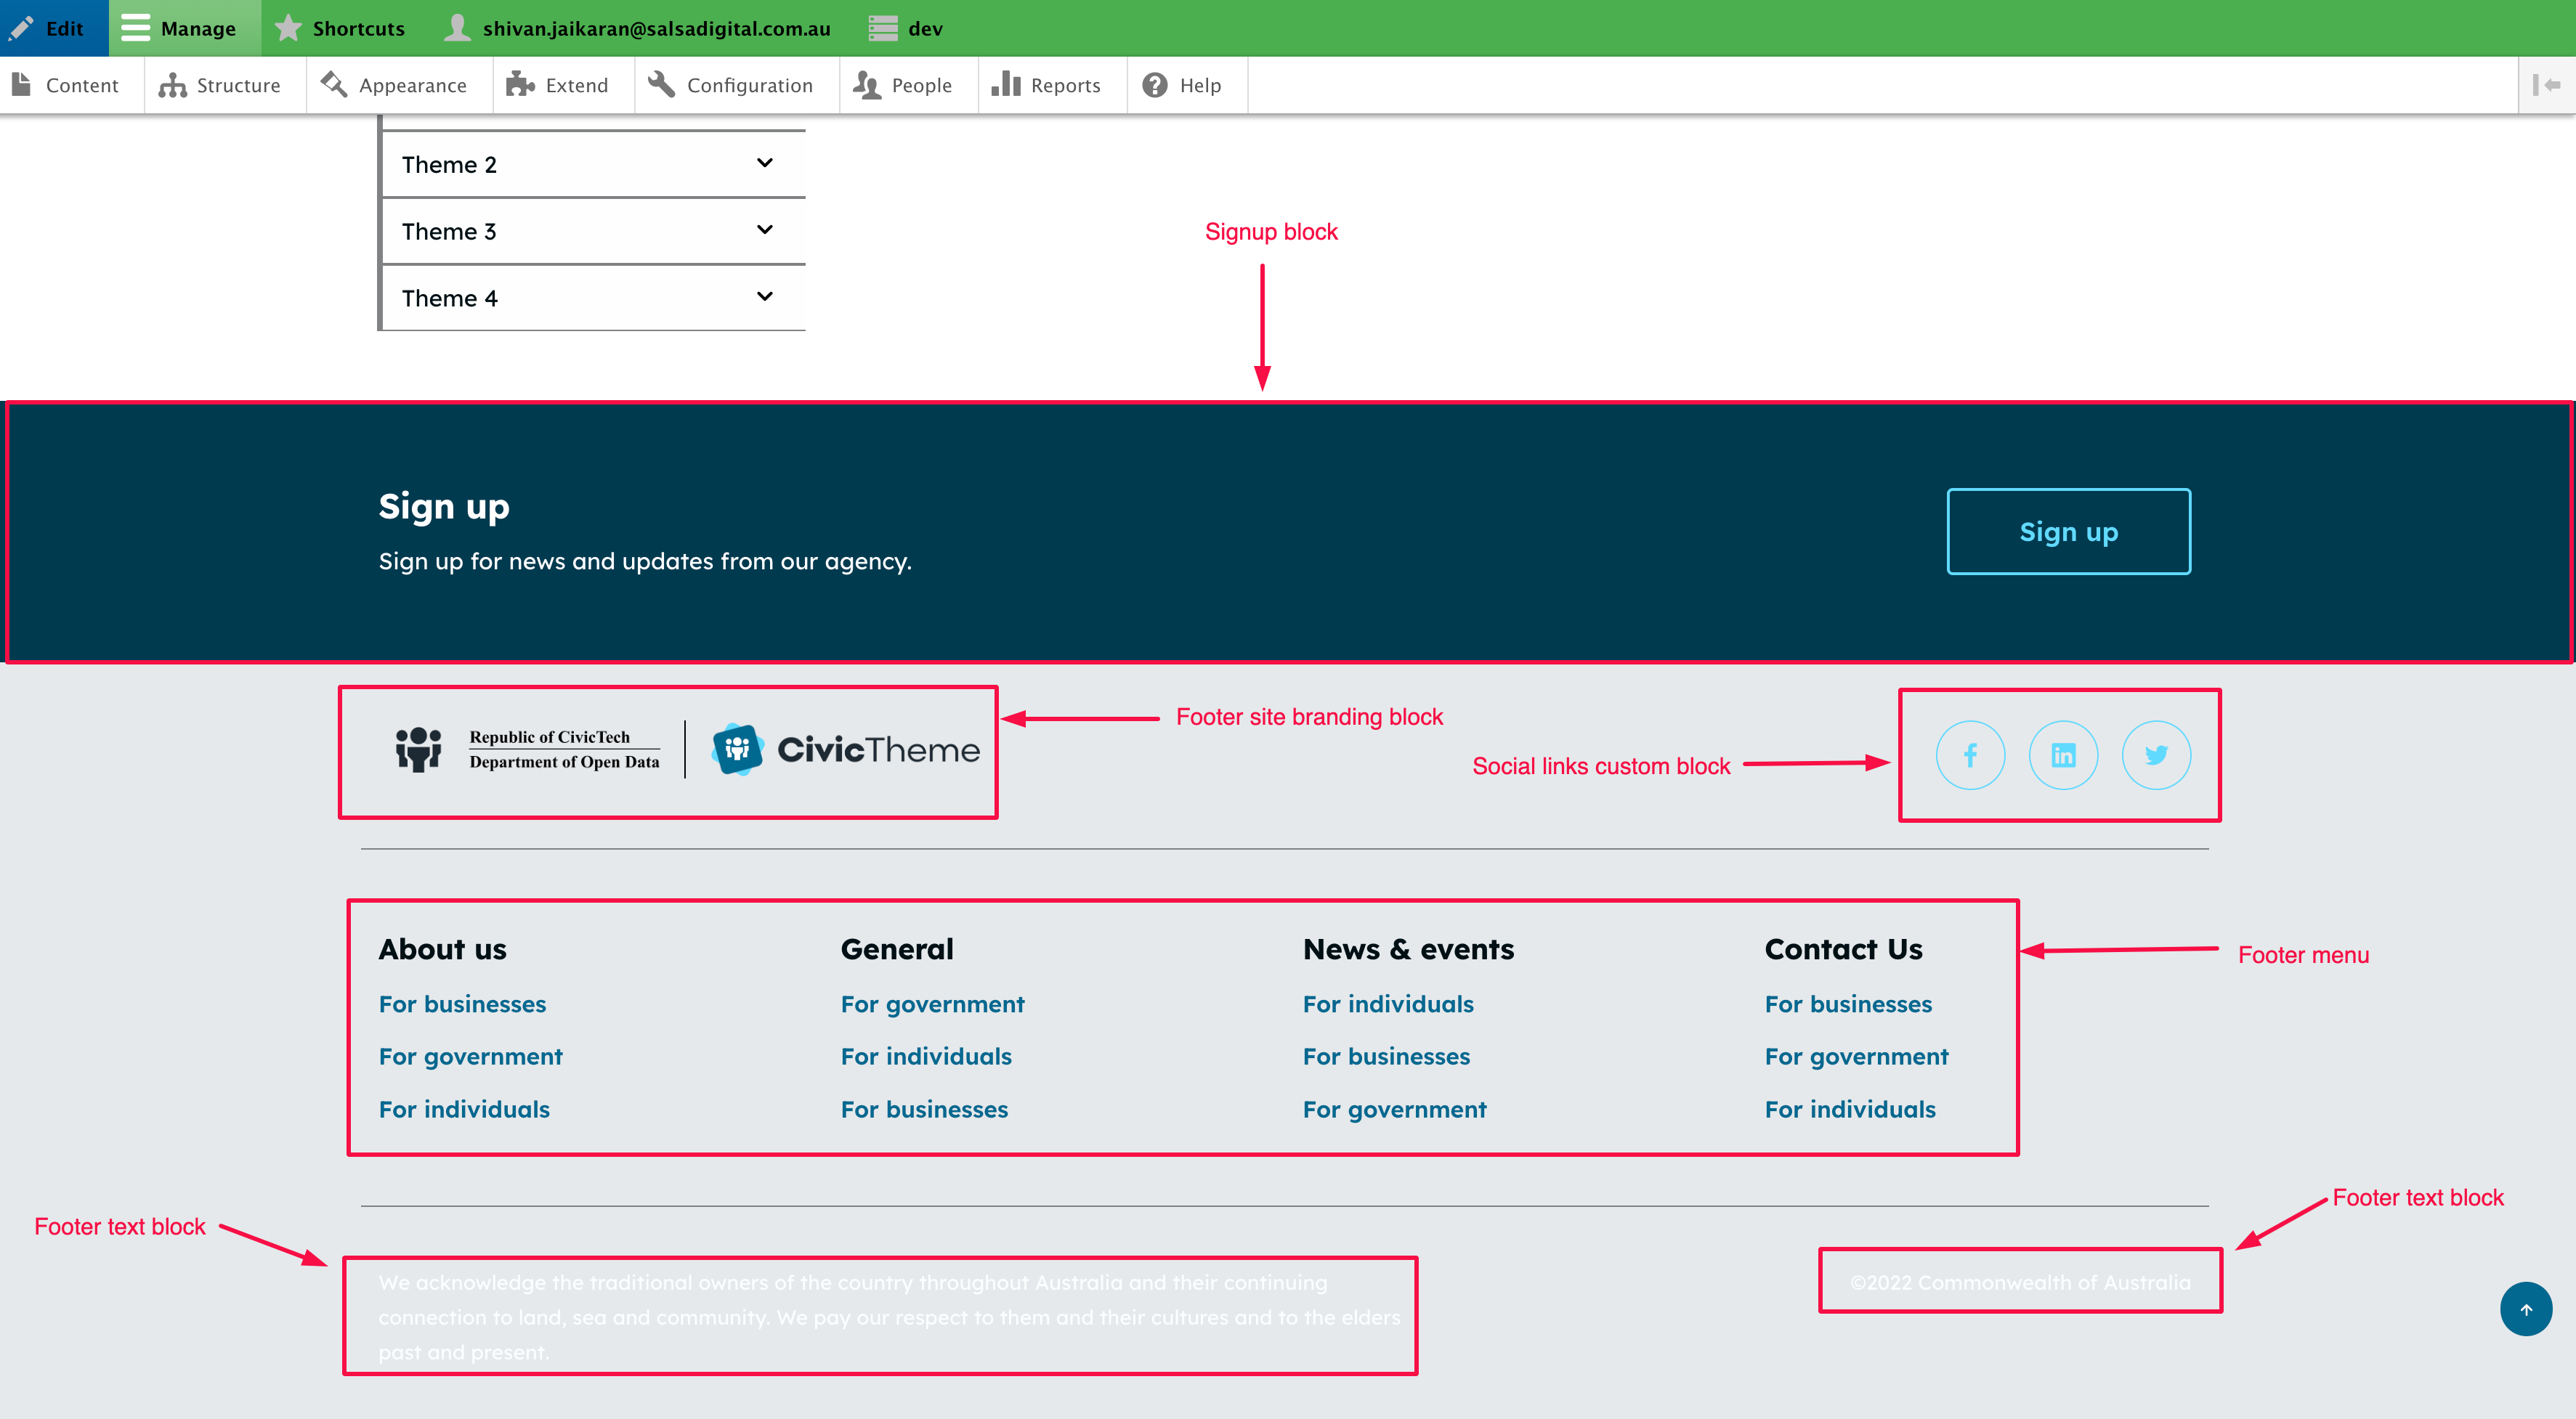 Edit Manage Shortcuts shivan.jaikaran@salsadigital.com.au dev
Content Structure Appearance Extend Configuration People Reports Help
Theme 2
Theme 3
Theme 4
Signup block
Sign up
Sign up for news and updates from our agency.
Sign up
Republic of CivicTech
Department of Open Data
CivicTheme
Footer site branding block
Social links custom block
About us
For businesses
For government
For individuals
General
For government
For individuals
For businesses
News & events
For individuals
For businesses
For government
Contact Us
For businesses
For government
For individuals
Footer menu
Footer text block
We acknowledge the traditional owners of the country throughout Australia and their continuing
connection to land, sea and community. We pay our respect to them and their cultures and to the elders
past and present.
Footer text block
©2022 Commonwealth of Australia